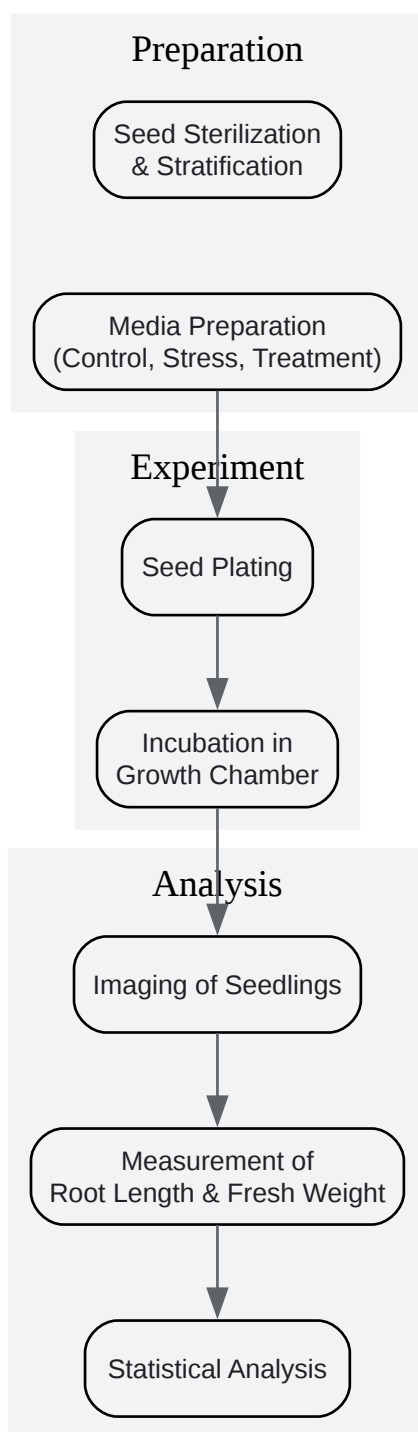 Preparation
Seed Sterilization
& Stratification
Media Preparation
(Control, Stress, Treatment)
Experiment
Seed Plating
Incubation in
Growth Chamber
Analysis
Imaging of Seedlings
Measurement of
Root Length & Fresh Weight
Statistical Analysis